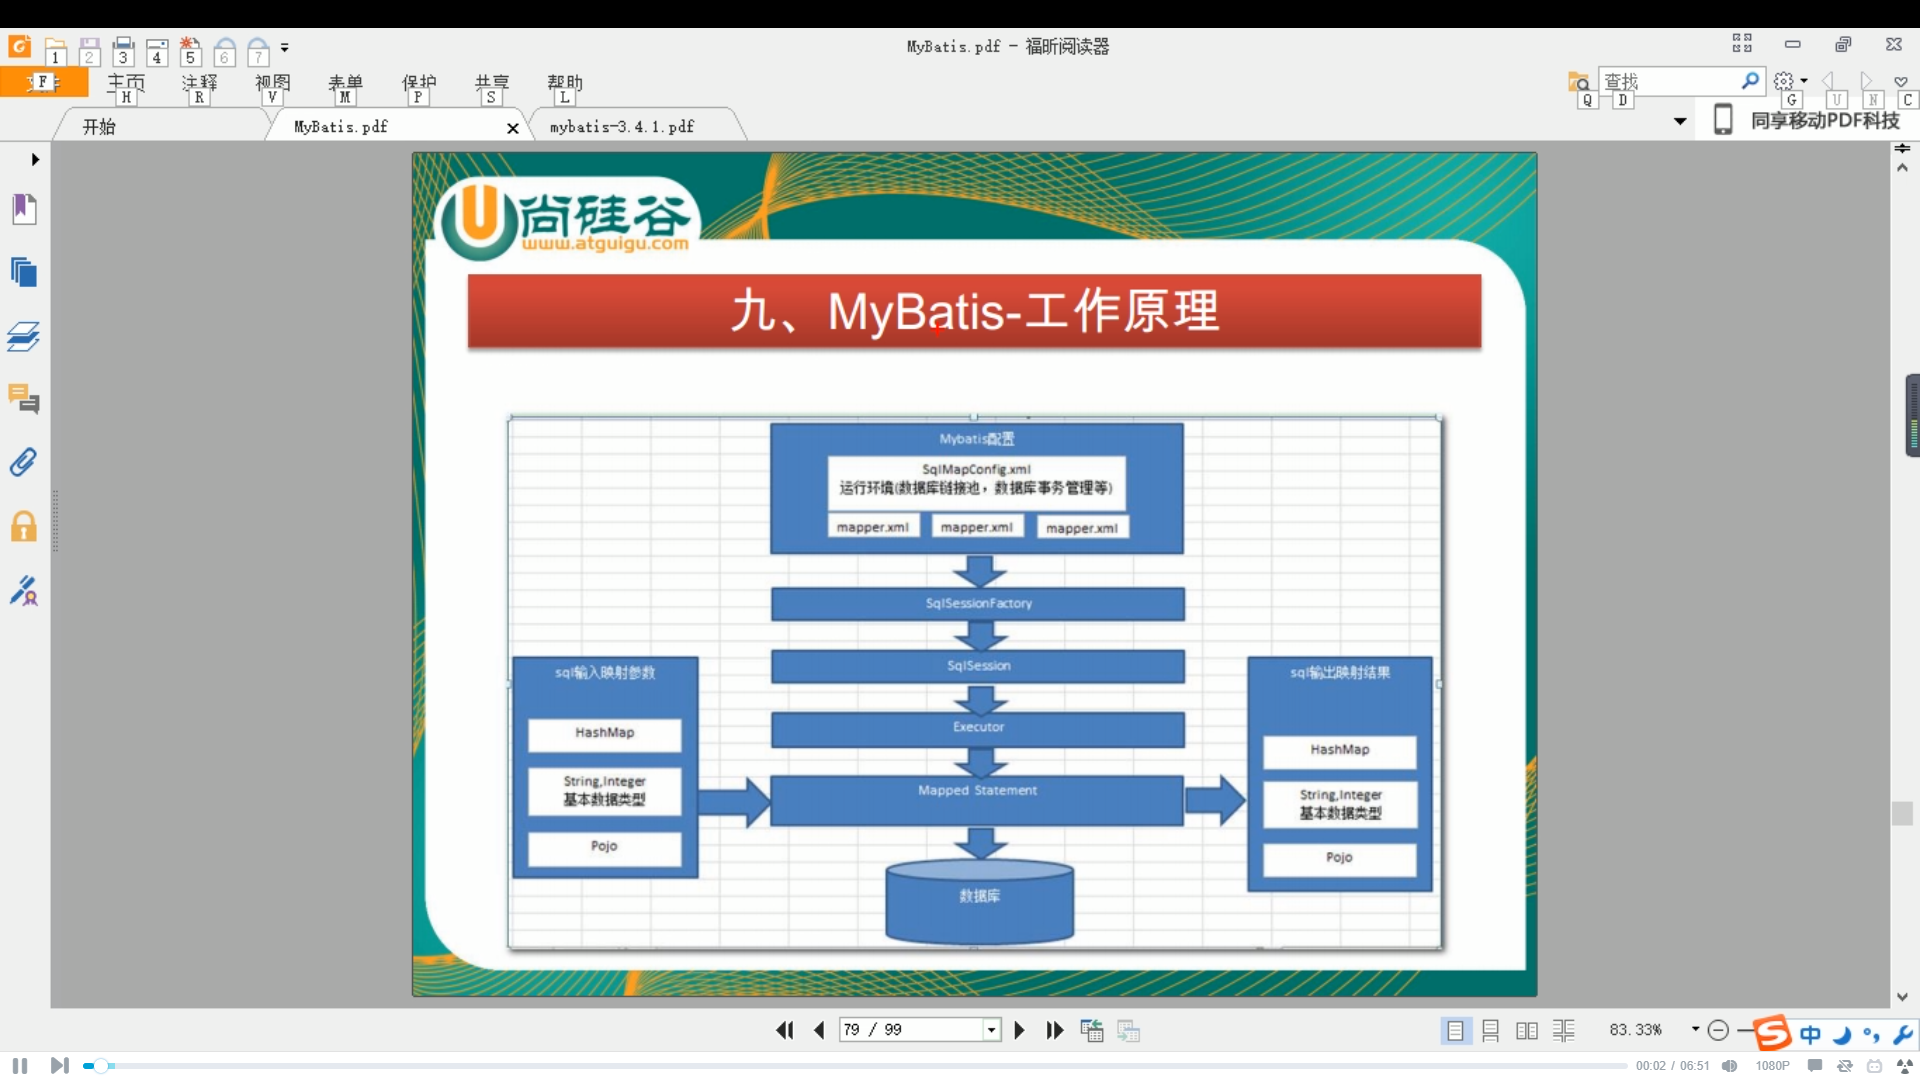 1 2 3 4 5 6 7
MyBatis.pdf - 福昕阅读器
F 主页 注释 视图 表单 保护 共享 帮助
H R V M P S L
查找
Q D G U N C
开始
MyBatis.pdf
mybatis-3.4.1.pdf
同享移动PDF科技
尚硅谷
www.atguigu.com
九、MyBatis-工作原理
Mybatis配置
SqlMapConfig.xml
运行环境(数据库链接池，数据库事务管理等)
mapper.xml mapper.xml mapper.xml
SqlSessionFactory
SqlSession
Executor
Mapped Statement
数据库
sql输入映射参数
HashMap
String,Integer
基本数据类型
Pojo
sql输出映射结果
HashMap
String,Integer
基本数据类型
Pojo
79 / 99
83.33%
中
00:02 / 06:51
1080P